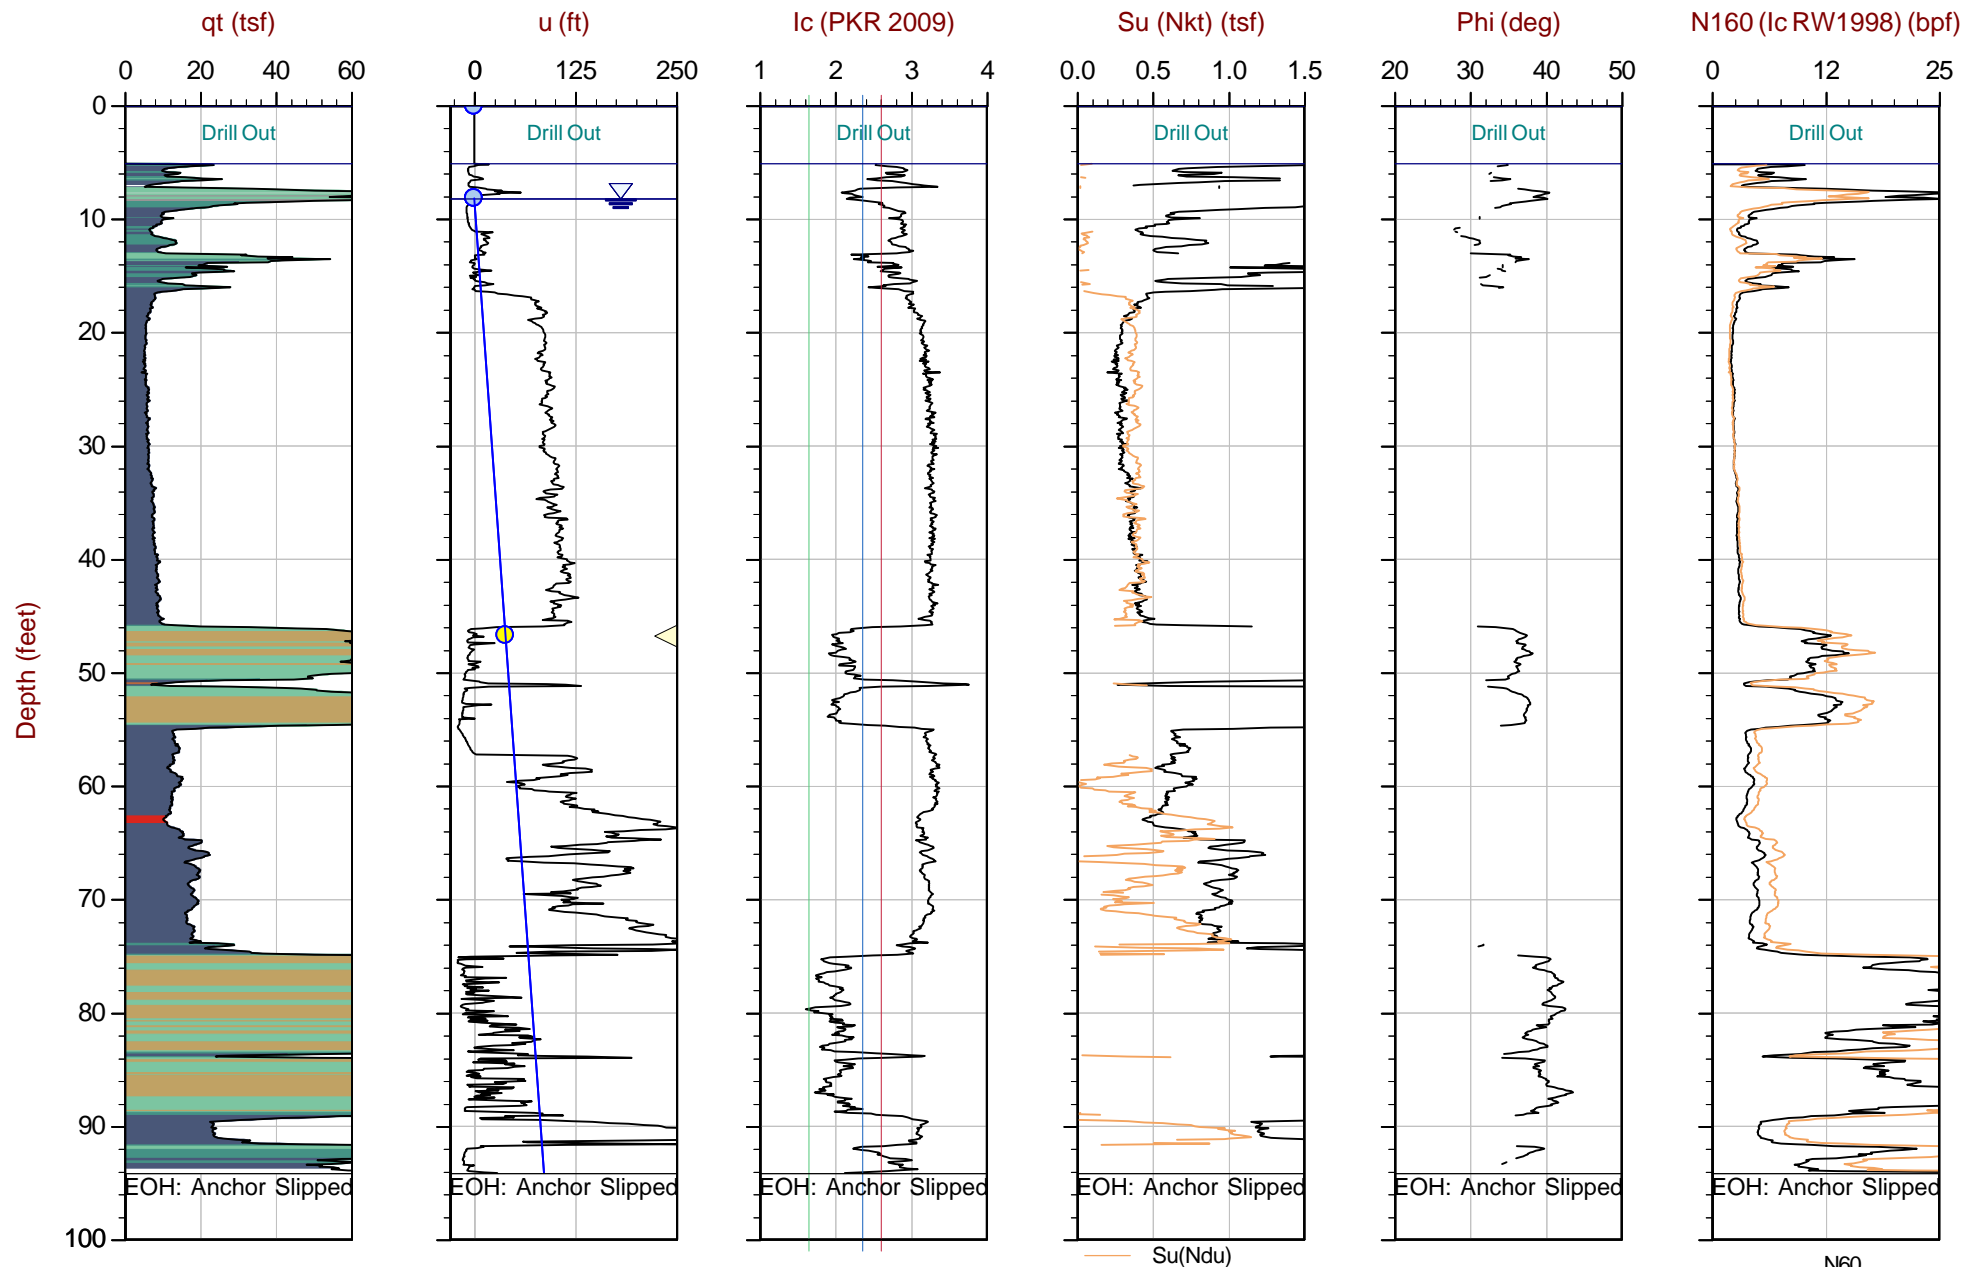 qt (tsf) u (ft) Ic (PKR 2009) Su (Nkt) (tsf) Phi (deg) N160 (Ic RW1998) (bpf)
0 20 40 60 0 125 250 1 2 3 4 0.0 0.5 1.0 1.5 20 30 40 50 0 12 25
0
Drill Out Drill Out Drill Out Drill Out Drill Out Drill Out
10
20
30
40
50
60
70
80
90
100
Depth (feet)
EOH: Anchor Slipped EOH: Anchor Slipped EOH: Anchor Slipped EOH: Anchor Slipped EOH: Anchor Slipped EOH: Anchor Slipped
Su(Ndu)
N60